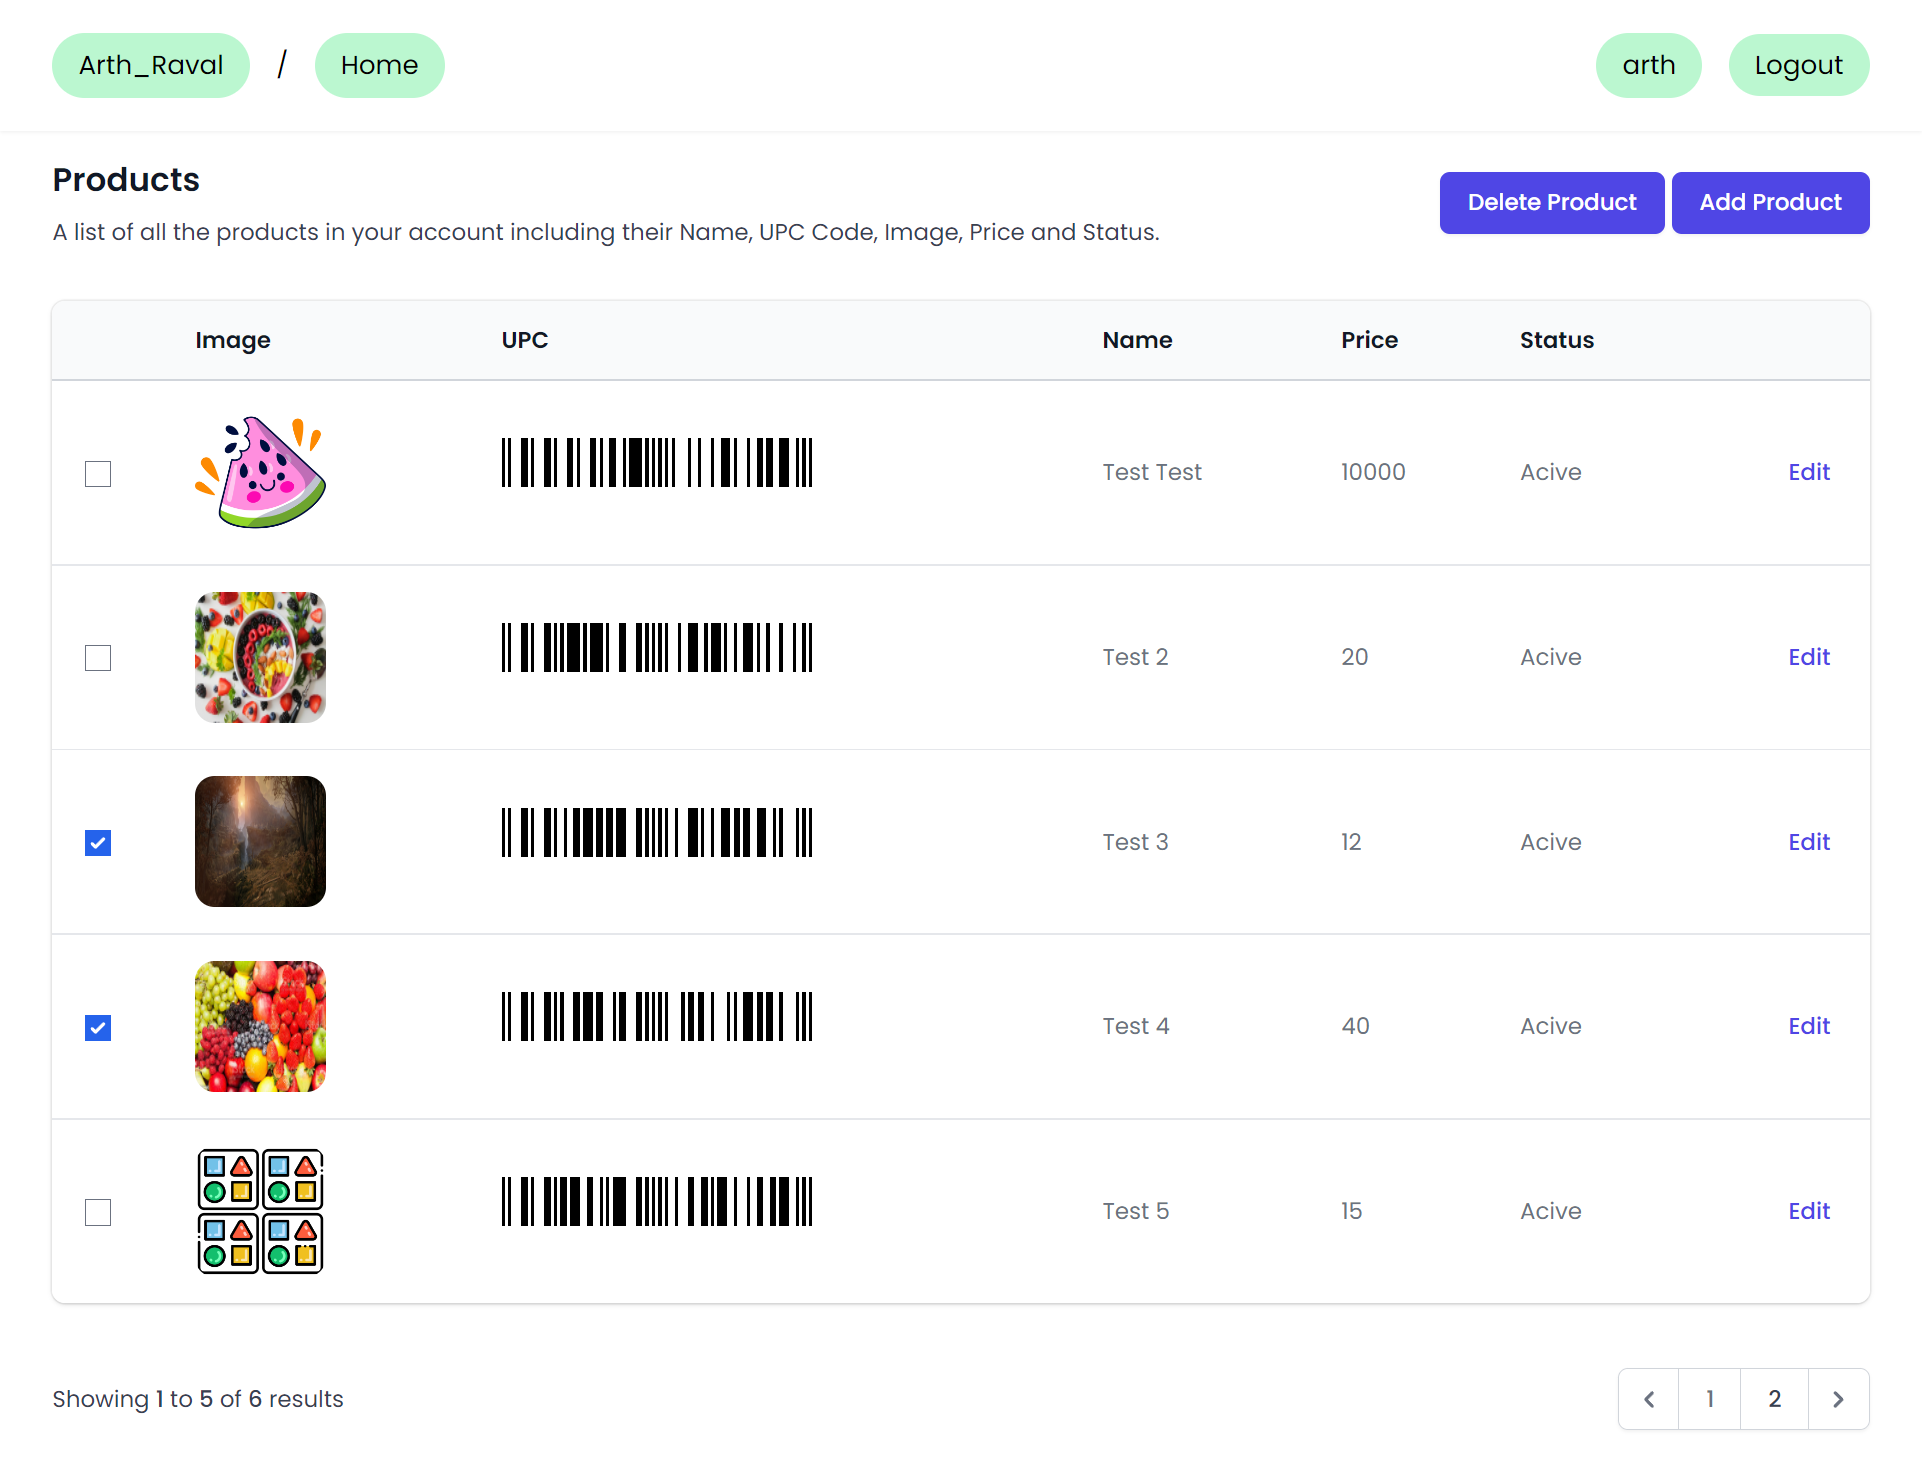 Arth_Raval / Home arth Logout
Products
Delete Product Add Product
A list of all the products in your account including their Name, UPC Code, Image, Price and Status.
Image UPC Name Price Status
Test Test 10000 Acive Edit
Test 2 20 Acive Edit
Test 3 12 Acive Edit
Test 4 40 Acive Edit
Test 5 15 Acive Edit
Showing 1 to 5 of 6 results
1 2